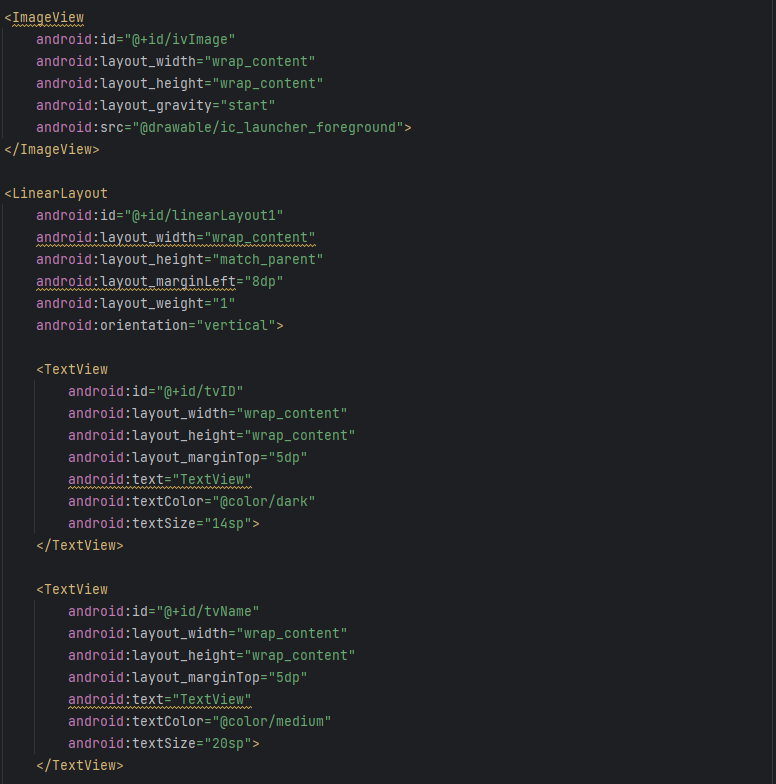 <ImageView
android:id="@+id/ivImage"
android:layout_width="wrap_content"
android:layout_height="wrap_content"
android:layout_gravity="start"
android:src="@drawable/ic_launcher_foreground">
</ImageView>
<LinearLayout
android:id="@+id/linearLayout1"
android:layout_width="wrap_content"
android:layout_height="match_parent"
android:layout_marginLeft="8dp"
android:layout_weight="1"
android:orientation="vertical">
<TextView
android:id="@+id/tvID"
android:layout_width="wrap_content"
android:layout_height="wrap_content"
android:layout_marginTop="5dp"
android:text="TextView"
android:textColor="@color/dark"
android:textSize="14sp">
</TextView>
<TextView
android:id="@+id/tvName"
android:layout_width="wrap_content"
android:layout_height="wrap_content"
android:layout_marginTop="5dp"
android:text="TextView"
android:textColor="@color/medium"
android:textSize="20sp">
</TextView>